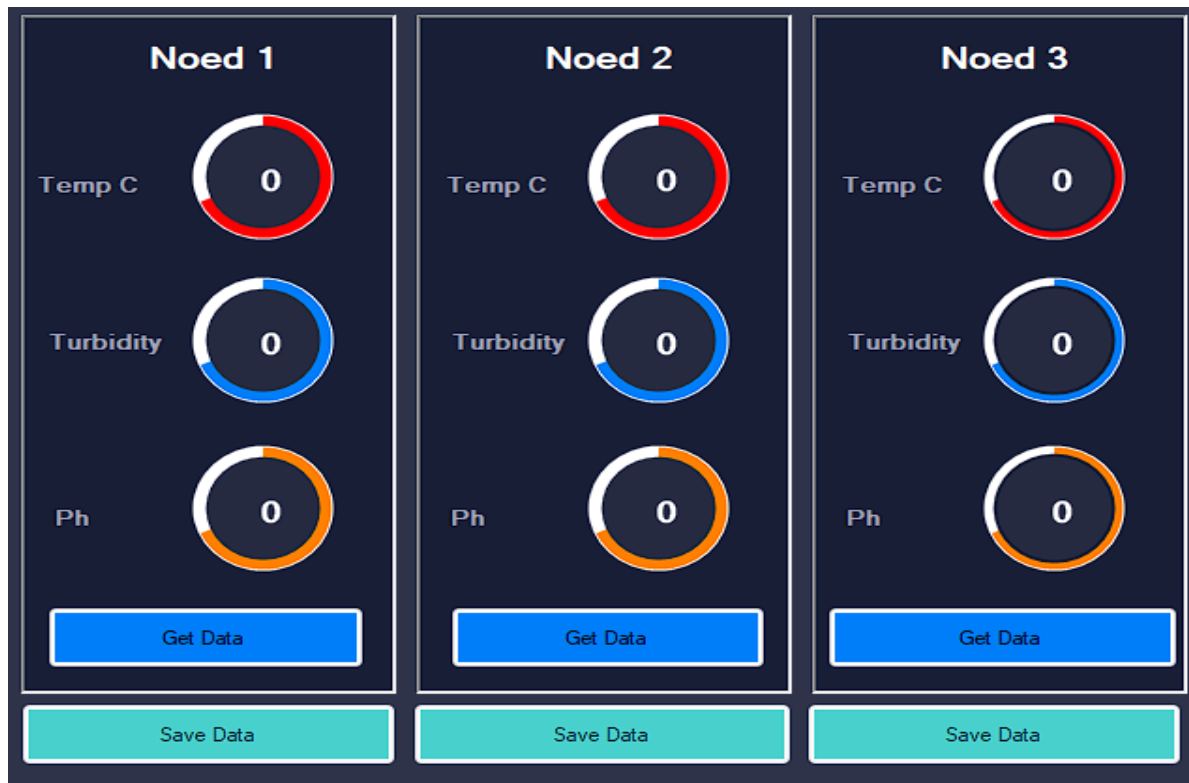 Noed 1
Temp C 0
Turbidity 0
Ph 0
Get Data
Save Data
Noed 2
Temp C 0
Turbidity 0
Ph 0
Get Data
Save Data
Noed 3
Temp C 0
Turbidity 0
Ph 0
Get Data
Save Data